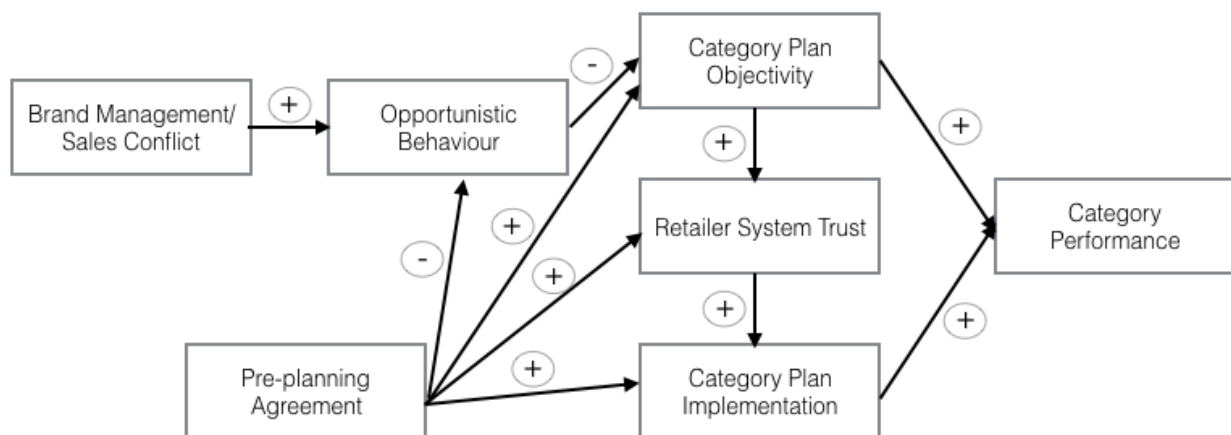 Category Plan
Objectivity
-
Brand Management/
Sales Conflict
+
Opportunistic
Behaviour
+
+
Retailer System Trust
Category
Performance
+
-
+
+
+
Pre-planning
Agreement
+
Category Plan
Implementation